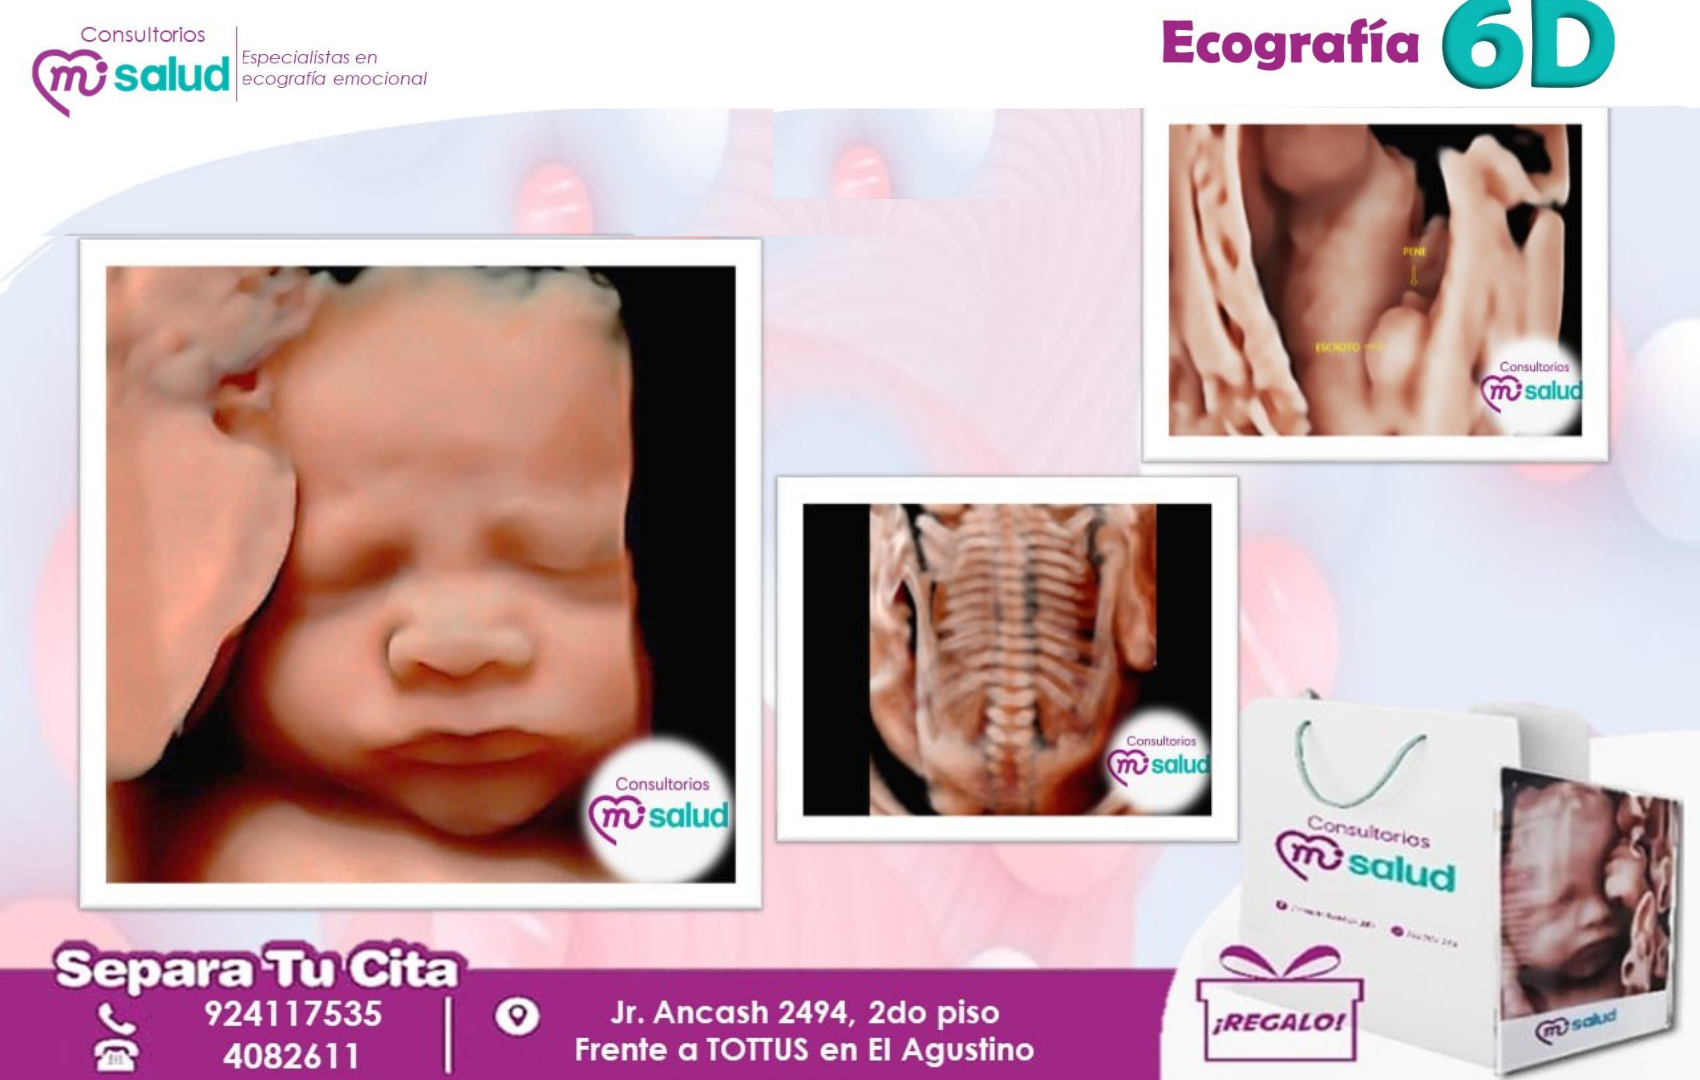 Consultorios
mi salud
Especialistas en
ecografía emocional
Ecografía 6D
PENE
ESCROTO
Consultorios
mi salud
Consultorios
mi salud
Consultorios
mi salud
Consultorios
mi salud
mi salud
¡REGALO!
Separa Tu Cita
924117535
4082611
Jr. Ancash 2494, 2do piso
Frente a TOTTUS en El Agustino